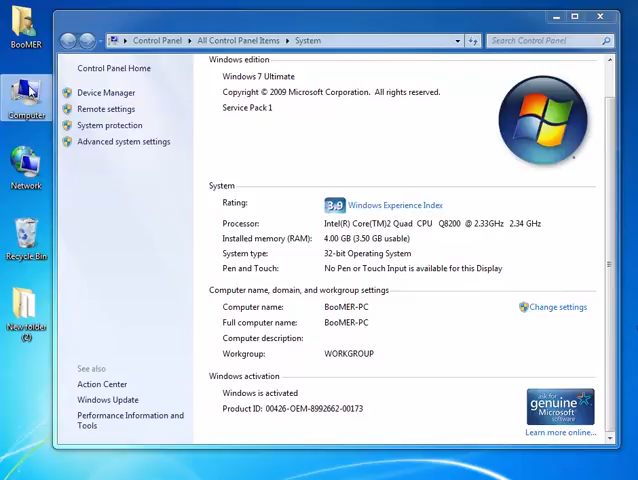 BooMER
Computer
Network
Recycle Bin
New folder
(2)
Control Panel
All Control Panel Items
System
Search Control Panel
Control Panel Home
Device Manager
Remote settings
System protection
Advanced system settings
See also
Action Center
Windows Update
Performance Information and
Tools
Windows edition
Windows 7 Ultimate
Copyright © 2009 Microsoft Corporation. All rights reserved.
Service Pack 1
System
Rating: 3,9 Windows Experience Index
Processor: Intel(R) Core(TM)2 Quad CPU Q8200 @ 2.33GHz 2.34 GHz
Installed memory (RAM): 4.00 GB (3.50 GB usable)
System type: 32-bit Operating System
Pen and Touch: No Pen or Touch Input is available for this Display
Computer name, domain, and workgroup settings
Computer name: BooMER-PC
Change settings
Full computer name: BooMER-PC
Computer description:
Workgroup: WORKGROUP
Windows activation
Windows is activated
Product ID: 00426-OEM-8992662-00173
ask for
genuine
Microsoft
software
Learn more online...